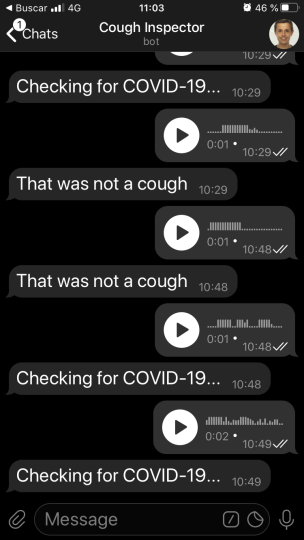 Buscar 4G 11:03 46 %
1
Chats Cough Inspector
bot
10:29
Checking for COVID-19... 10:29
0:01 10:29
That was not a cough 10:29
0:01 10:48
That was not a cough 10:48
0:01 10:48
Checking for COVID-19... 10:48
0:02 10:49
Checking for COVID-19... 10:49
Message